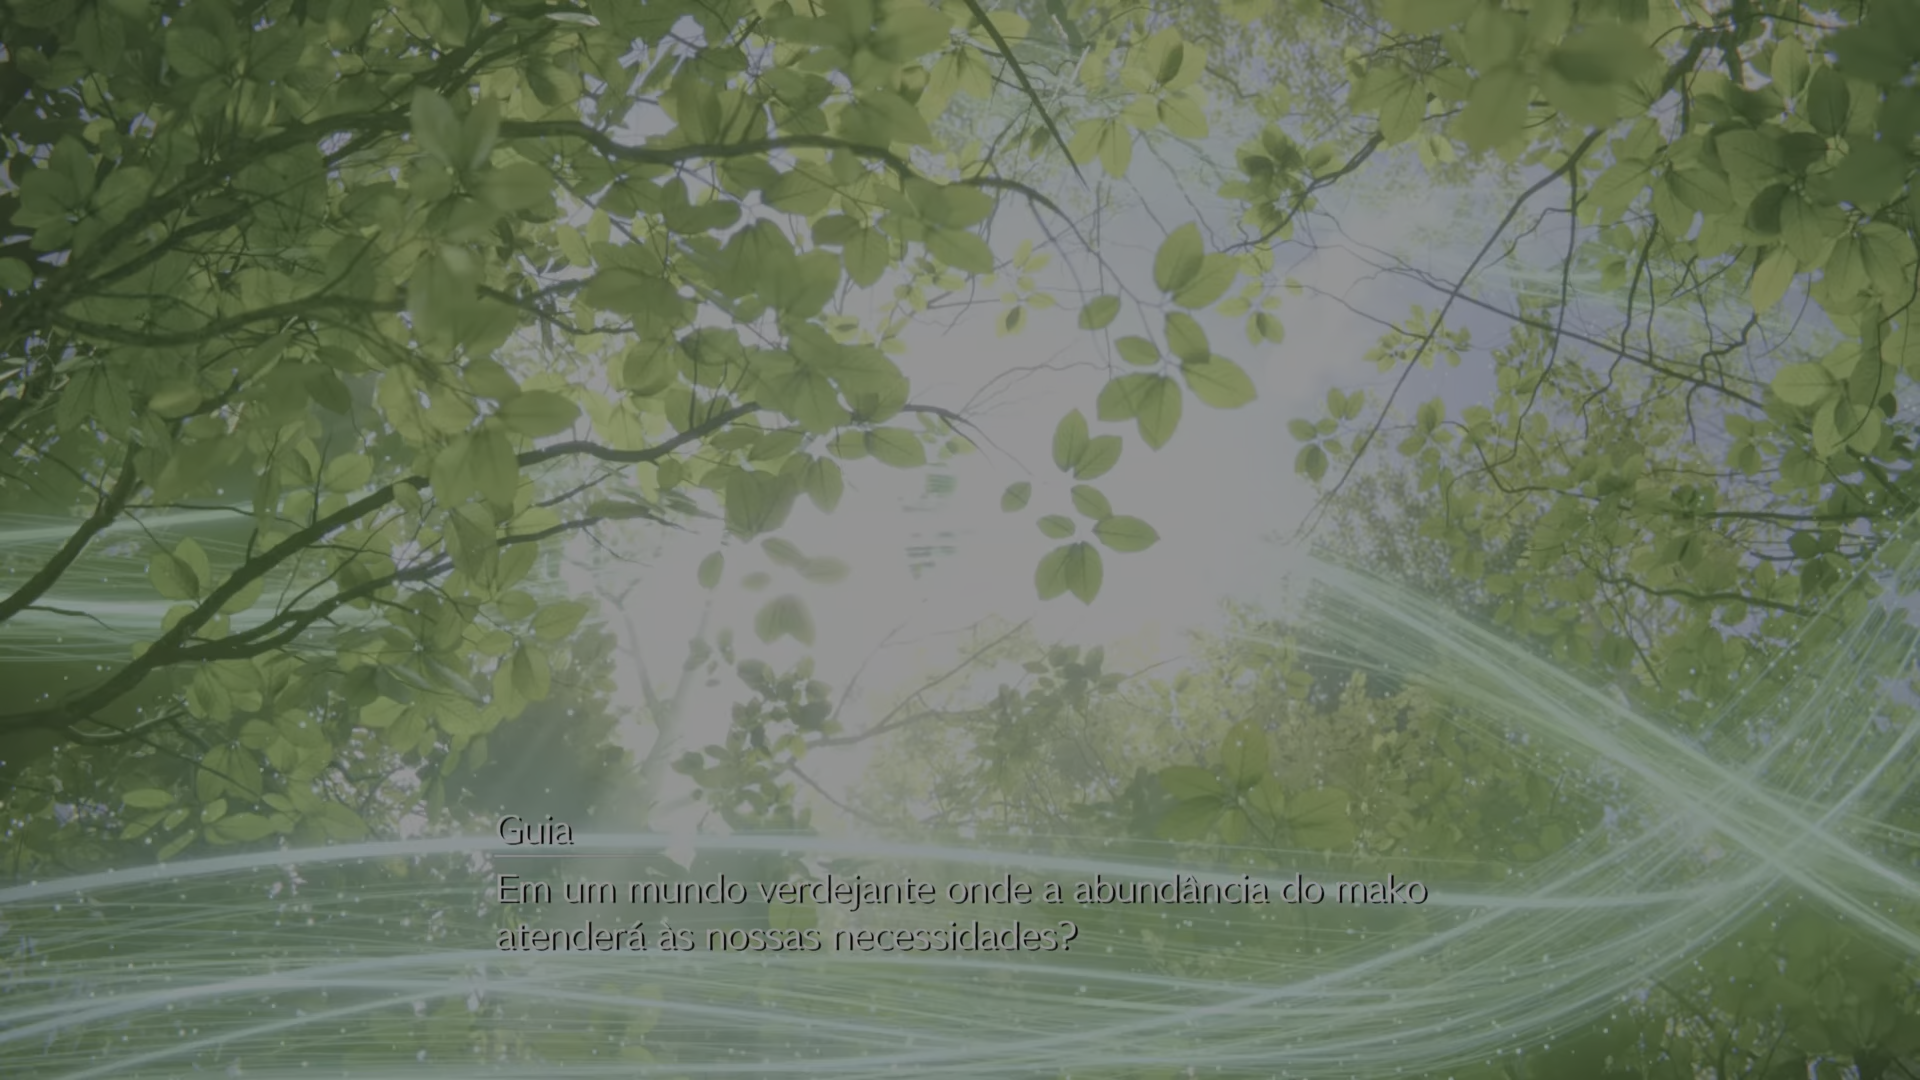 Guia
Em um mundo verdejante onde a abundância do mako
atenderá às nossas necessidades?